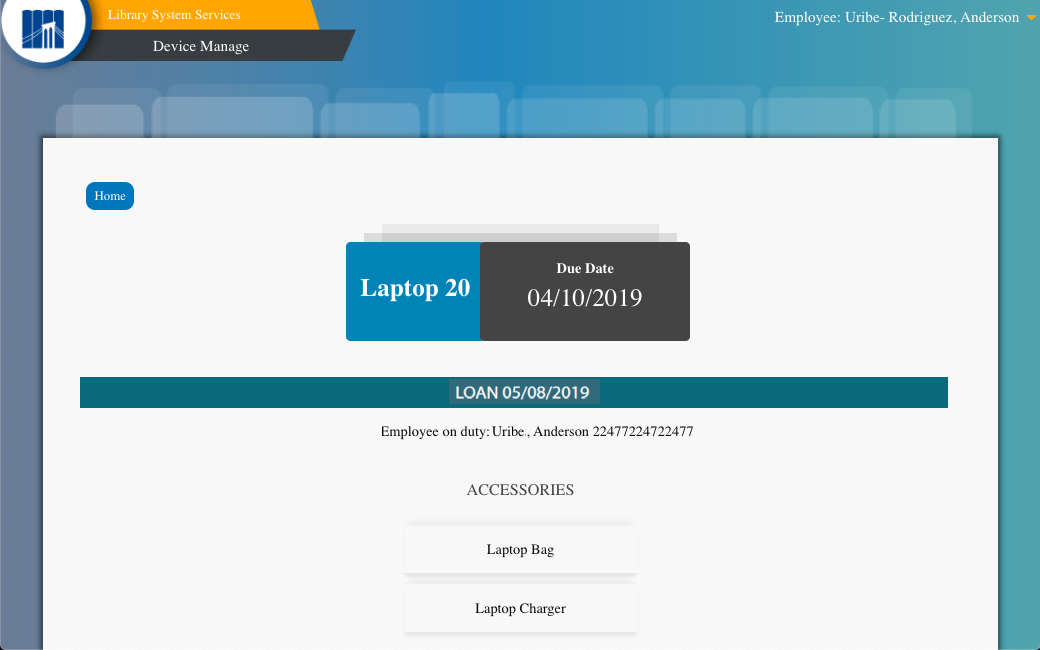 Library System Services
Employee: Uribe- Rodriguez, Anderson
Device Manage
Home
Laptop 20
Due Date
04/10/2019
LOAN 05/08/2019
Employee on duty: Uribe., Anderson 22477224722477
ACCESSORIES
Laptop Bag
Laptop Charger